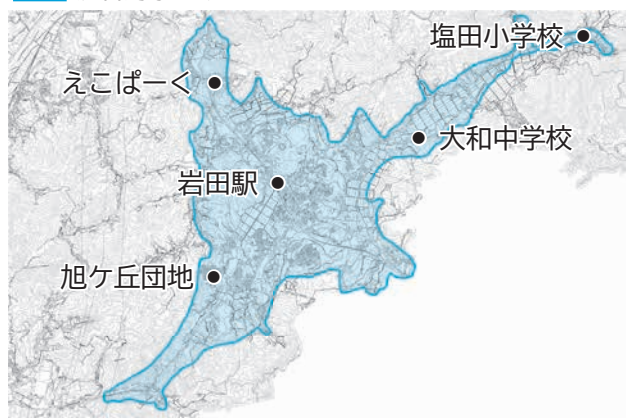 塩田小学校
えこぱーく
大和中学校
岩田駅
旭ケ丘団地